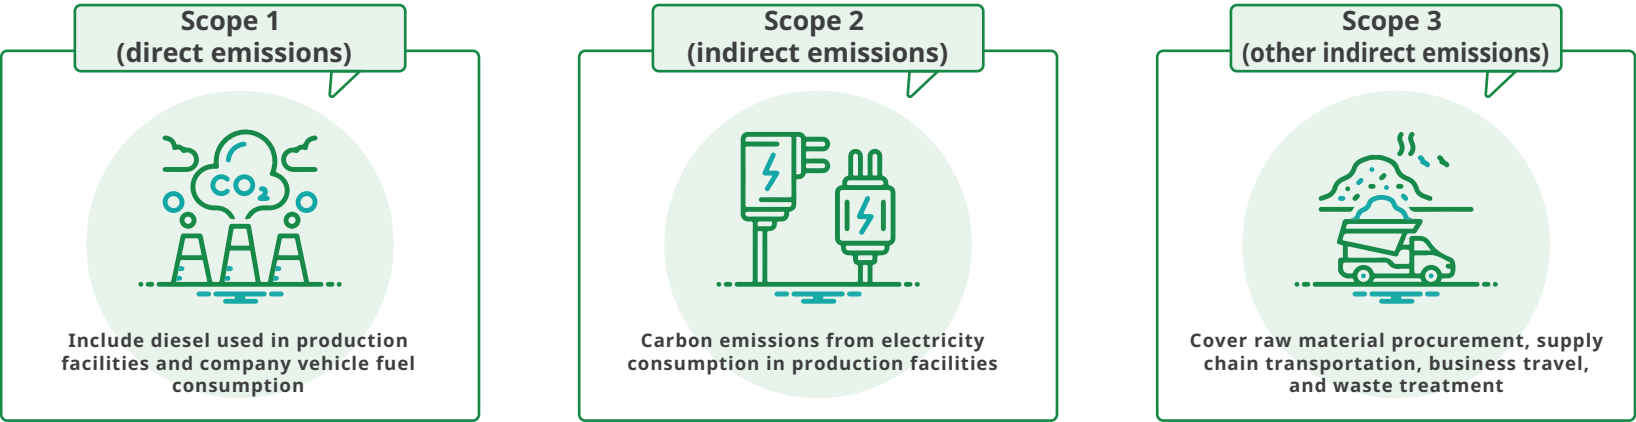 Scope 1
(direct emissions)
CO2
Include diesel used in production
facilities and company vehicle fuel
consumption
Scope 2
(indirect emissions)
Carbon emissions from electricity
consumption in production facilities
Scope 3
(other indirect emissions)
Cover raw material procurement, supply
chain transportation, business travel,
and waste treatment